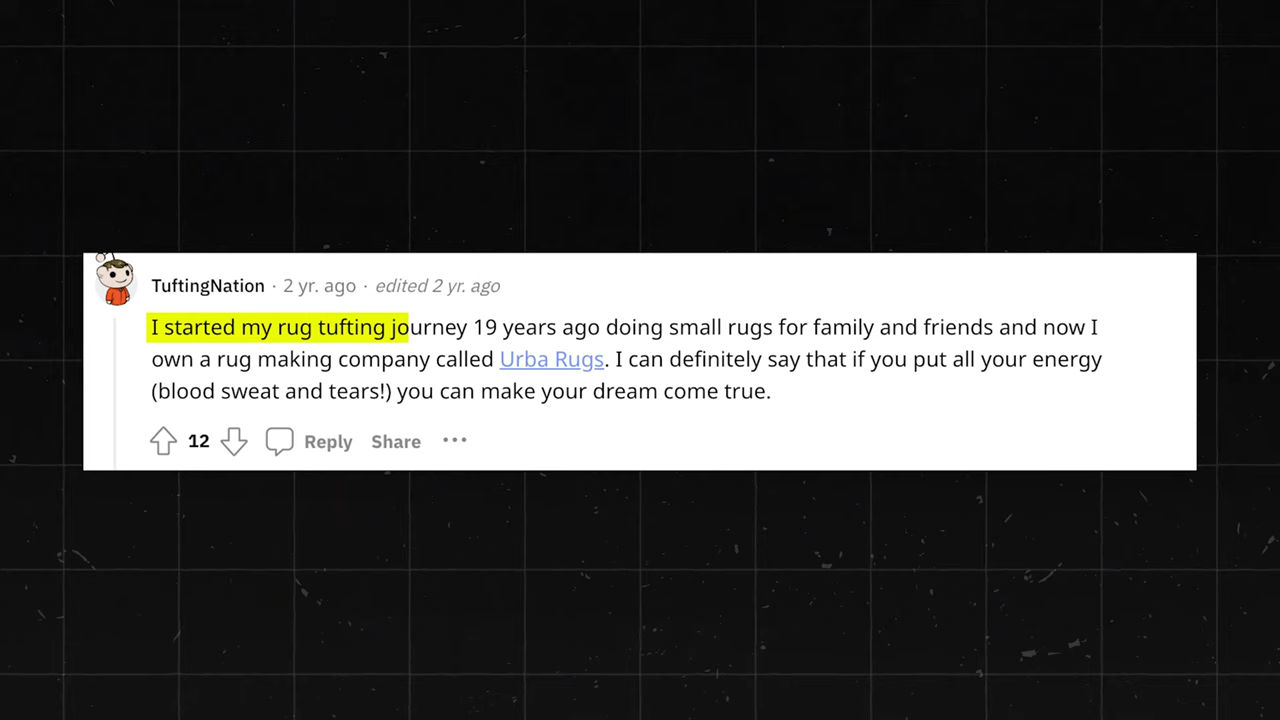 TuftingNation · 2 yr. ago · edited 2 yr. ago
I started my rug tufting journey 19 years ago doing small rugs for family and friends and now I
own a rug making company called Urba Rugs. I can definitely say that if you put all your energy
(blood sweat and tears!) you can make your dream come true.
12 Reply Share ···